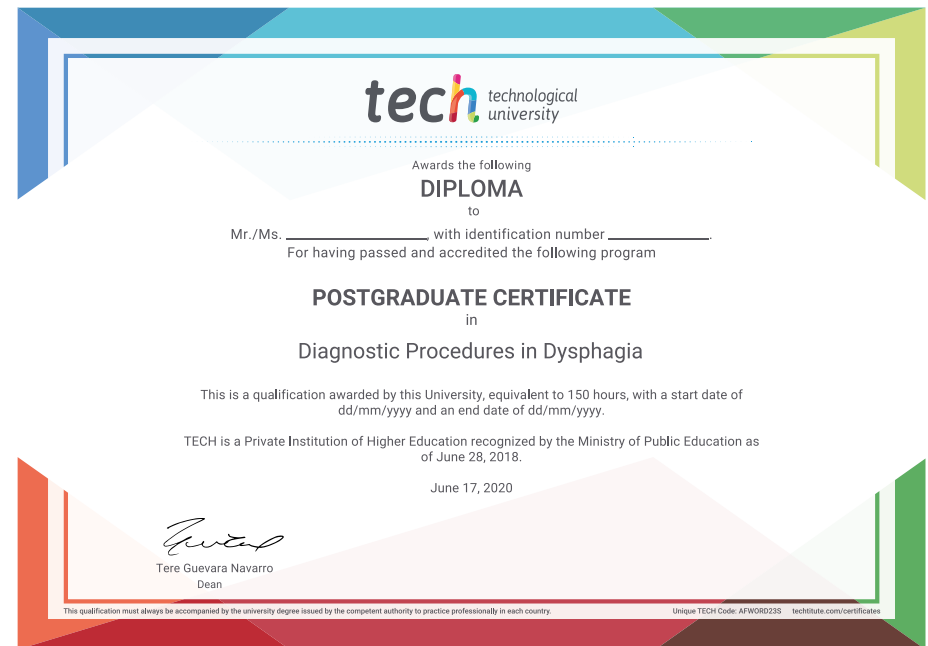 tech technological
university
Awards the following
DIPLOMA
to
Mr./Ms. ____________________, with identification number ______________.
For having passed and accredited the following program
POSTGRADUATE CERTIFICATE
in
Diagnostic Procedures in Dysphagia
This is a qualification awarded by this University, equivalent to 150 hours, with a start date of
dd/mm/yyyy and an end date of dd/mm/yyyy.
TECH is a Private Institution of Higher Education recognized by the Ministry of Public Education as
of June 28, 2018.
June 17, 2020
Tere Guevara Navarro
Dean
This qualification must always be accompanied by the university degree issued by the competent authority to practice professionally in each country. Unique TECH Code: AFWORD23S techtitute.com/certificates